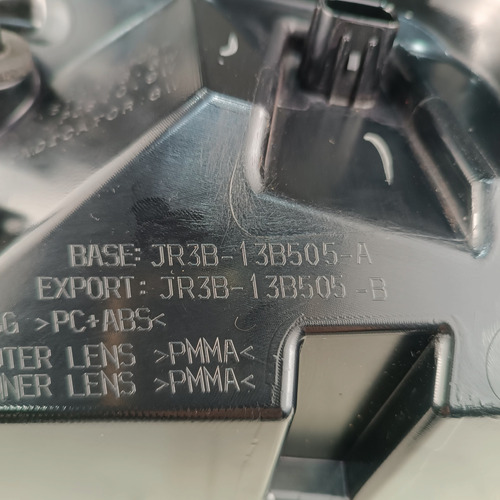 BASE: JR3B-13B505-A
EXPORT: JR3B-13B505-B
>PC+ABS<
LENS >PMMA<
LENS >PMMA<